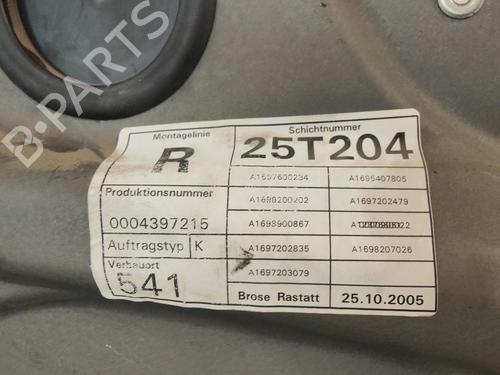 B-PARTS
Montagelinie
R
Produktionsnummer
0004397215
Auftragstyp K
Verbauort
541
Schichtnummer
25T204
A1697600234 A1695407805
A1698200202 A1697202479
A1698900867
A1697202835 A1698207026
A1697203079
Brose Rastatt 25.10.2005